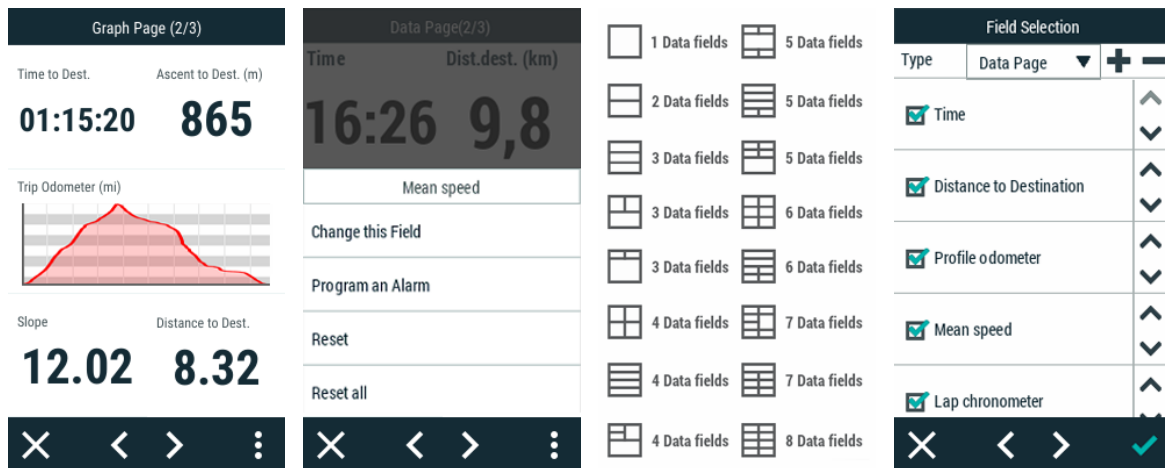 Graph Page (2/3)
Time to Dest. Ascent to Dest. (m)
01:15:20 865
Trip Odometer (mi)
Slope Distance to Dest.
12.02 8.32
Data Page(2/3)
Time Dist.dest. (km)
16:26 9,8
Mean speed
Change this Field
Program an Alarm
Reset
Reset all
1 Data fields 5 Data fields
2 Data fields 5 Data fields
3 Data fields 5 Data fields
3 Data fields 6 Data fields
3 Data fields 6 Data fields
4 Data fields 7 Data fields
4 Data fields 7 Data fields
4 Data fields 8 Data fields
Field Selection
Type Data Page
Time
Distance to Destination
Profile odometer
Mean speed
Lap chronometer